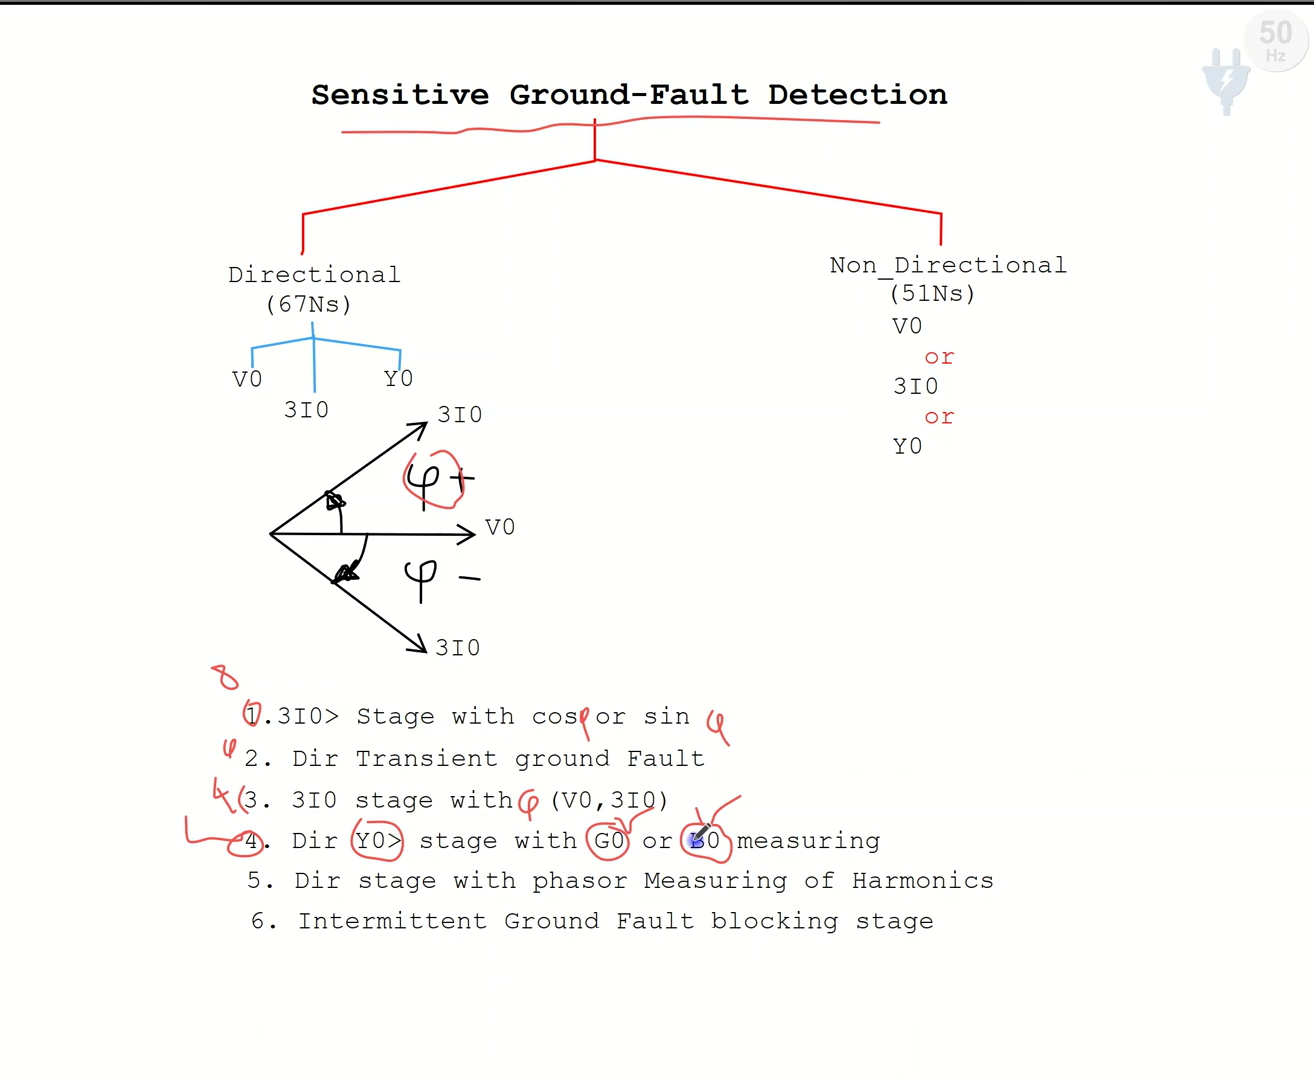 50
Hz
Sensitive Ground-Fault Detection
Directional
(67Ns)
V0
3I0
Y0
Non_Directional
(51Ns)
V0
or
3I0
or
Y0
3I0
φ+
V0
φ -
3I0
8
1.3I0> Stage with cosφ or sin φ
φ
2. Dir Transient ground Fault
4
3. 3I0 stage with φ (V0,3I0)
4. Dir Y0> stage with G0 or B0 measuring
5. Dir stage with phasor Measuring of Harmonics
6. Intermittent Ground Fault blocking stage